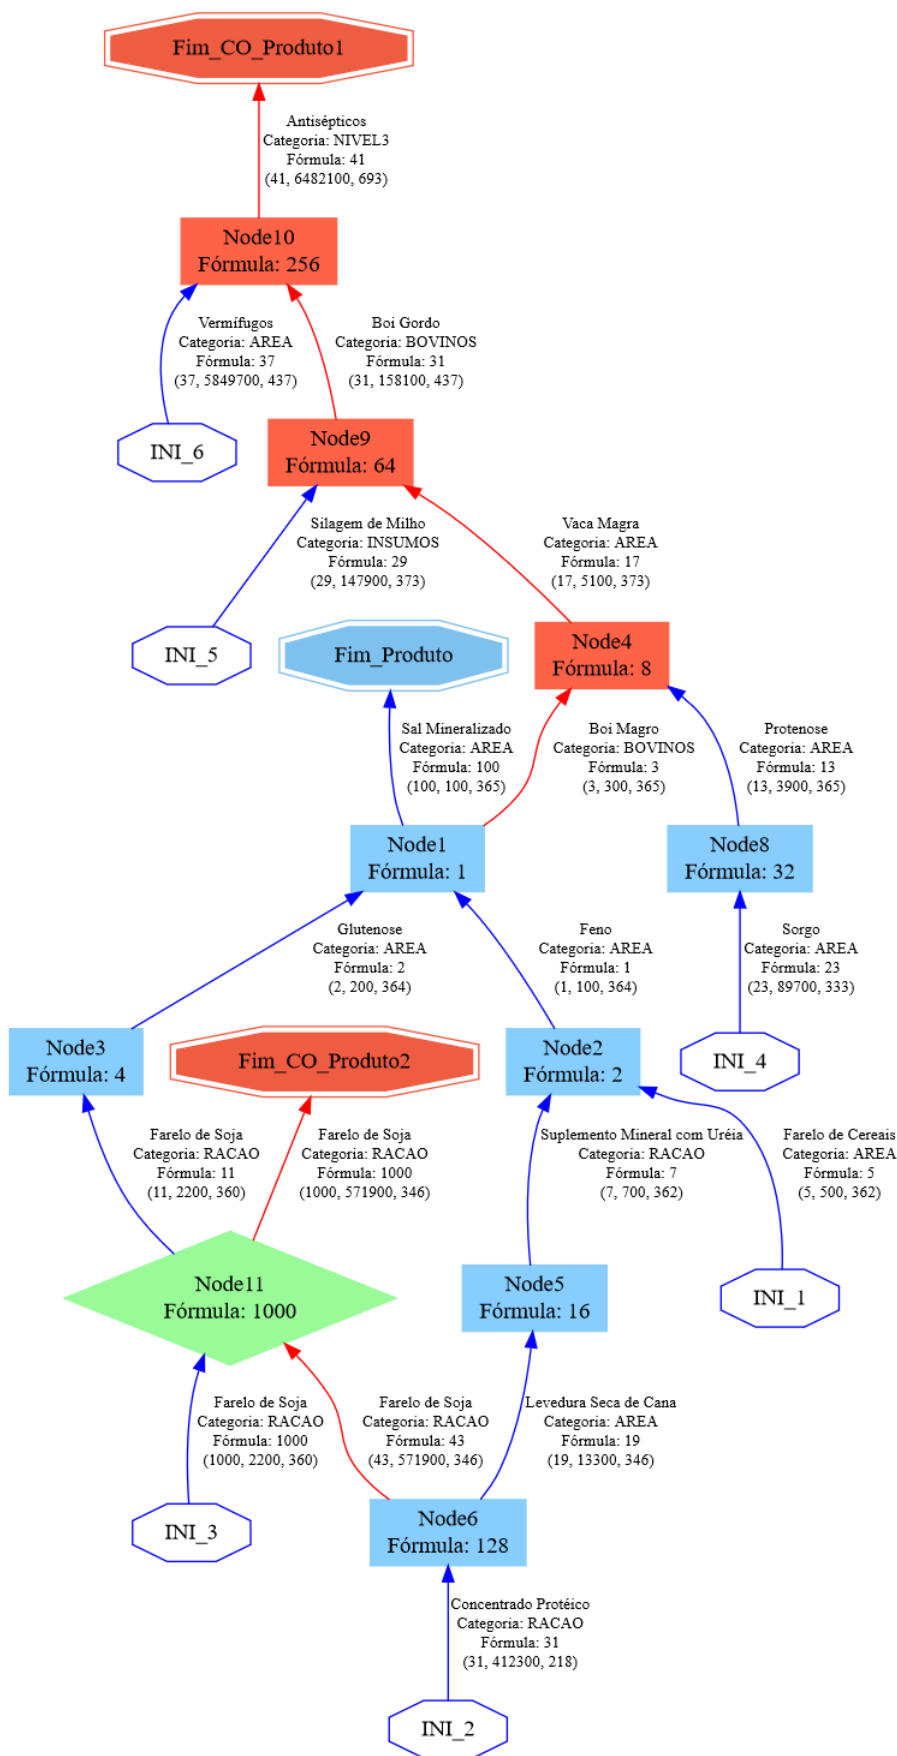 Fim_CO_Produto1
Antisépticos
Categoria: NIVEL3
Fórmula: 41
(41, 6482100, 693)
Node10
Fórmula: 256
Vermífugos
Categoria: AREA
Fórmula: 37
(37, 5849700, 437)
Boi Gordo
Categoria: BOVINOS
Fórmula: 31
(31, 158100, 437)
INI_6
Node9
Fórmula: 64
Silagem de Milho
Categoria: INSUMOS
Fórmula: 29
(29, 147900, 373)
Vaca Magra
Categoria: AREA
Fórmula: 17
(17, 5100, 373)
INI_5
Fim_Produto
Node4
Fórmula: 8
Sal Mineralizado
Categoria: AREA
Fórmula: 100
(100, 100, 365)
Boi Magro
Categoria: BOVINOS
Fórmula: 3
(3, 300, 365)
Protenose
Categoria: AREA
Fórmula: 13
(13, 3900, 365)
Node1
Fórmula: 1
Node8
Fórmula: 32
Glutenose
Categoria: AREA
Fórmula: 2
(2, 200, 364)
Feno
Categoria: AREA
Fórmula: 1
(1, 100, 364)
Sorgo
Categoria: AREA
Fórmula: 23
(23, 89700, 333)
Node3
Fórmula: 4
Fim_CO_Produto2
Node2
Fórmula: 2
INI_4
Farelo de Soja
Categoria: RACAO
Fórmula: 11
(11, 2200, 360)
Farelo de Soja
Categoria: RACAO
Fórmula: 1000
(1000, 571900, 346)
Suplemento Mineral com Uréia
Categoria: RACAO
Fórmula: 7
(7, 700, 362)
Farelo de Cereais
Categoria: AREA
Fórmula: 5
(5, 500, 362)
Node11
Fórmula: 1000
Node5
Fórmula: 16
INI_1
Farelo de Soja
Categoria: RACAO
Fórmula: 1000
(1000, 2200, 360)
Farelo de Soja
Categoria: RACAO
Fórmula: 43
(43, 571900, 346)
Levedura Seca de Cana
Categoria: AREA
Fórmula: 19
(19, 13300, 346)
INI_3
Node6
Fórmula: 128
Concentrado Protéico
Categoria: RACAO
Fórmula: 31
(31, 412300, 218)
INI_2